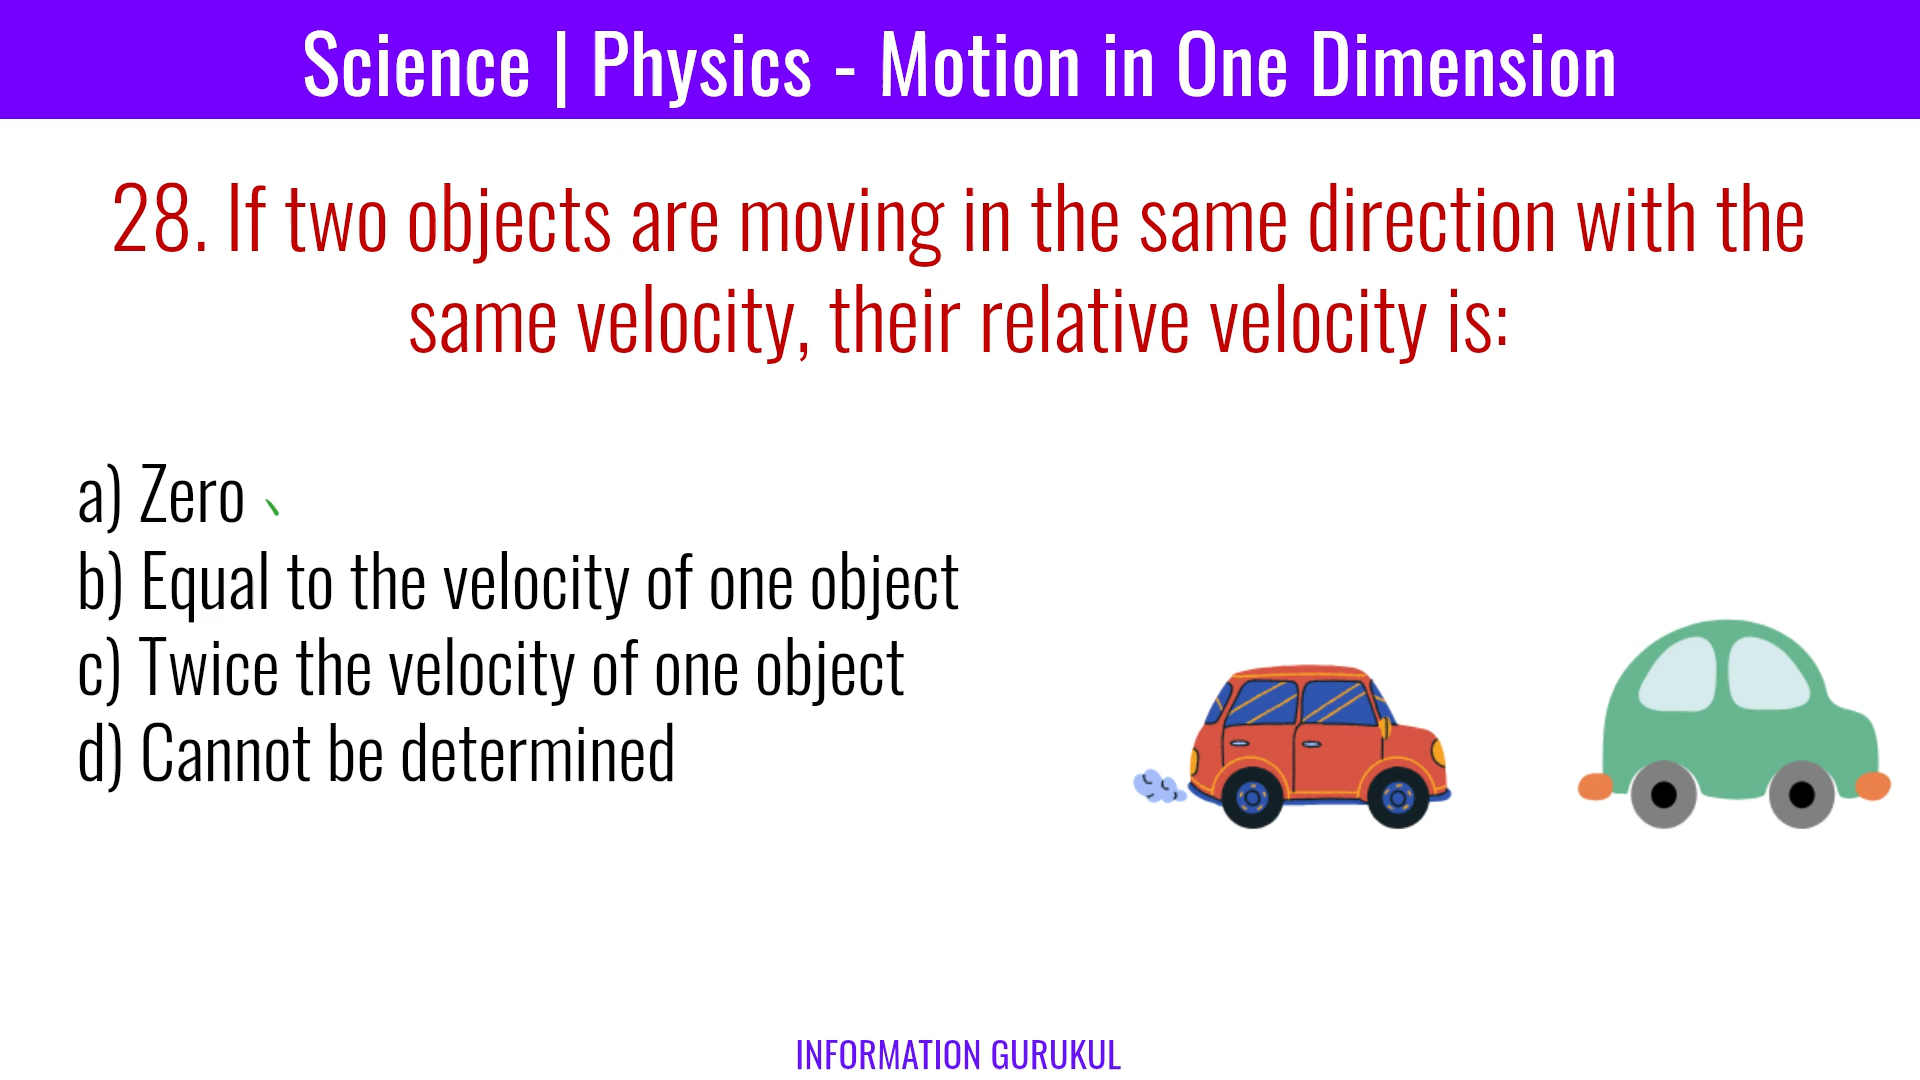 Science | Physics - Motion in One Dimension
28. If two objects are moving in the same direction with the
same velocity, their relative velocity is:
a) Zero
b) Equal to the velocity of one object
c) Twice the velocity of one object
d) Cannot be determined
INFORMATION GURUKUL